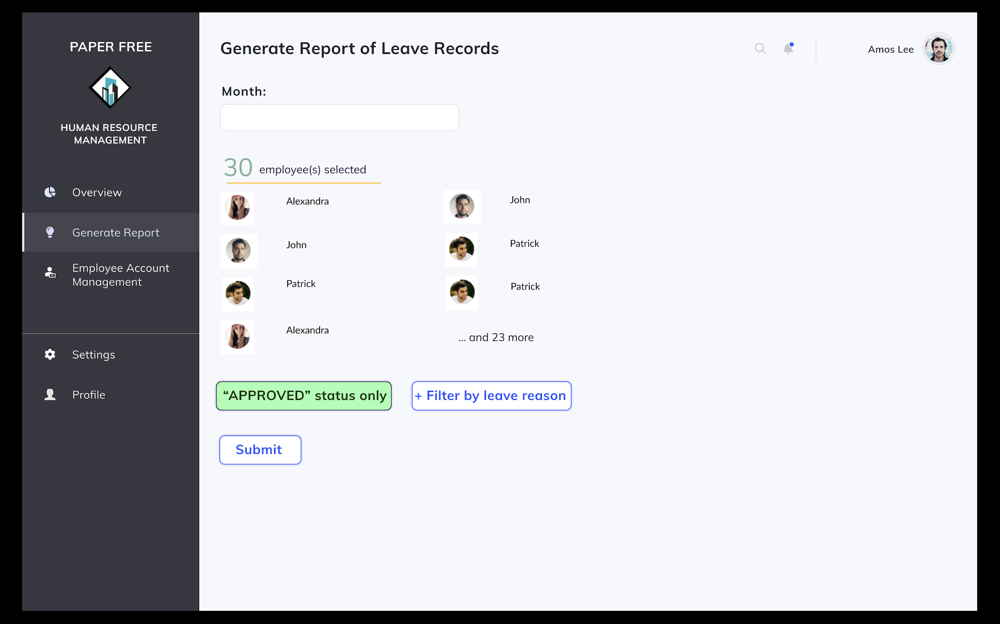 PAPER FREE
HUMAN RESOURCE
MANAGEMENT
Overview
Generate Report
Employee Account
Management
Settings
Profile
Generate Report of Leave Records
Amos Lee
Month:
30 employee(s) selected
Alexandra
John
John
Patrick
Patrick
Patrick
Alexandra
... and 23 more
“APPROVED” status only
+ Filter by leave reason
Submit